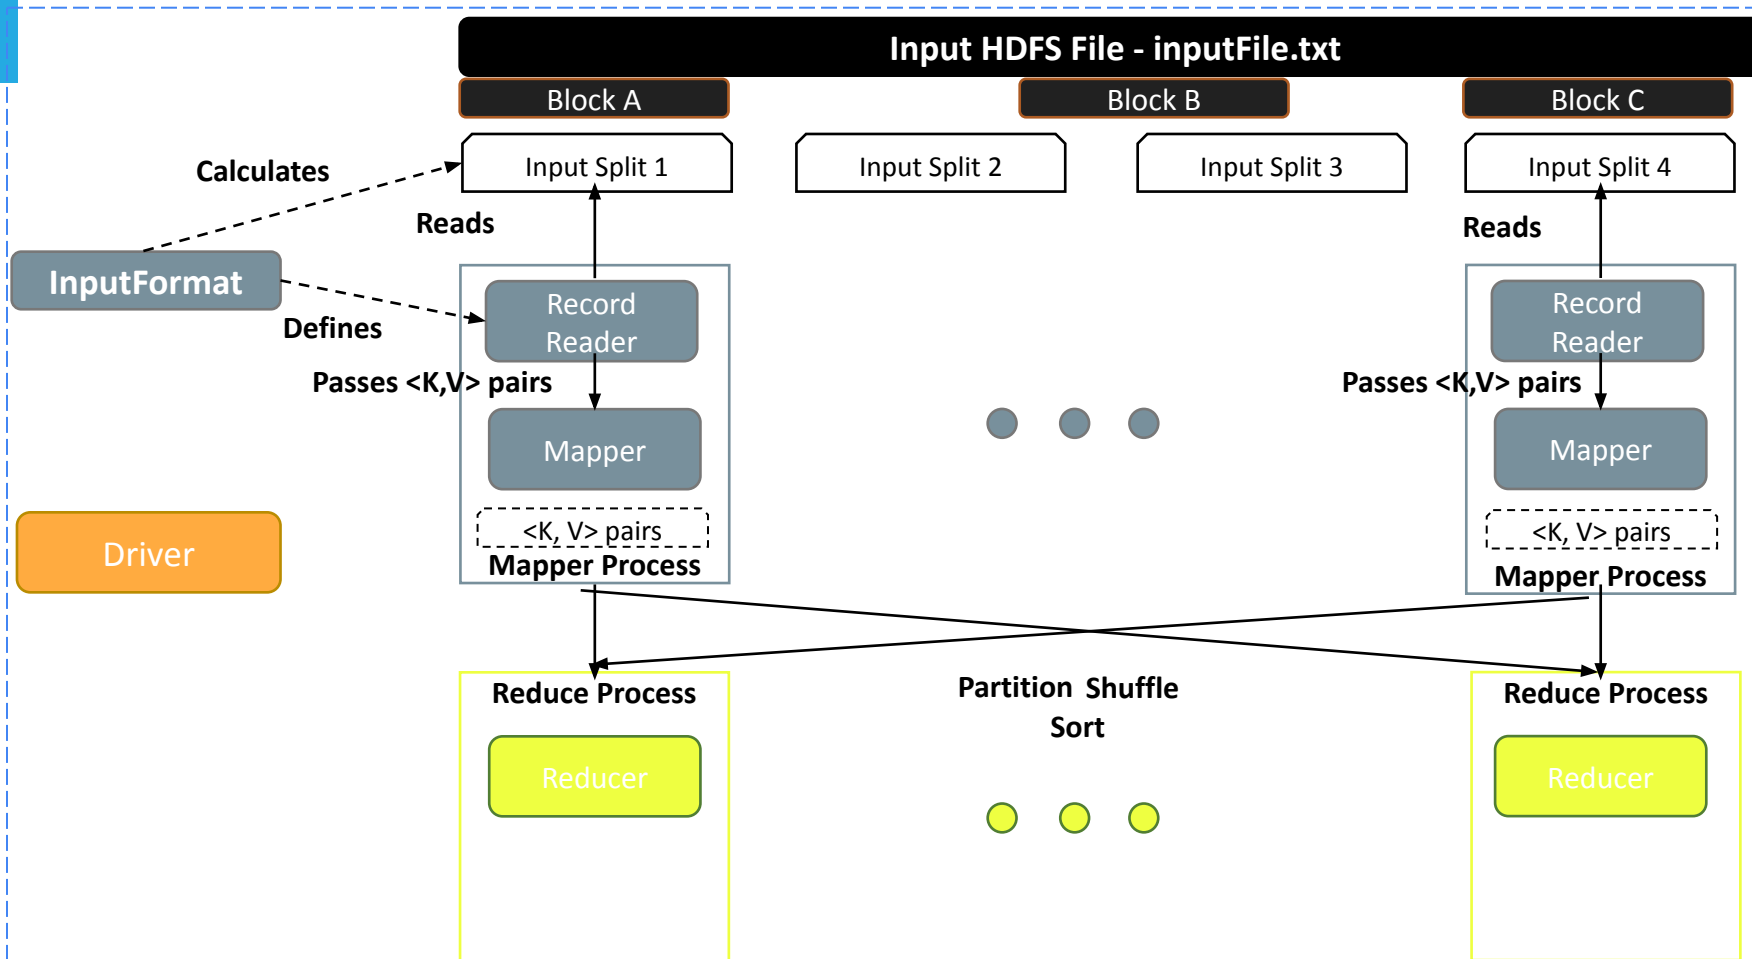 Input HDFS File - inputFile.txt
Block A
Block B
Block C
Input Split 1
Input Split 2
Input Split 3
Input Split 4
Calculates
Reads
Reads
InputFormat
Defines
Record
Reader
Record
Reader
Passes <K,V> pairs
Passes <K,V> pairs
Mapper
Mapper
Driver
<K, V> pairs
<K, V> pairs
Mapper Process
Mapper Process
Reduce Process
Partition Shuffle
Sort
Reduce Process
Reducer
Reducer